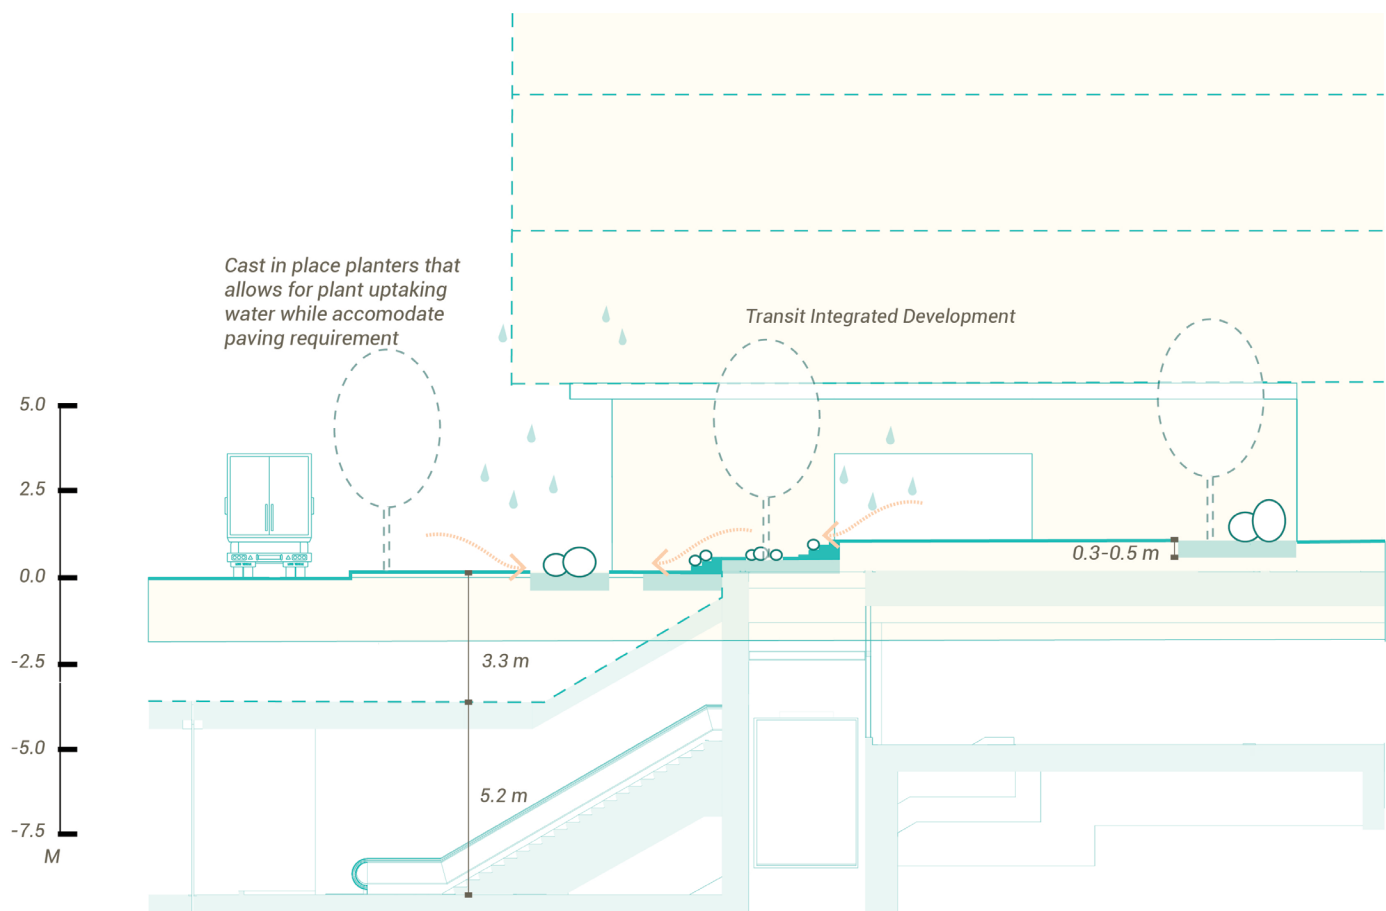 Cast in place planters that
allows for plant uptaking
water while accomodate
paving requirement
Transit Integrated Development
5.0
2.5
0.0
-2.5
-5.0
-7.5
M
0.3-0.5 m
3.3 m
5.2 m